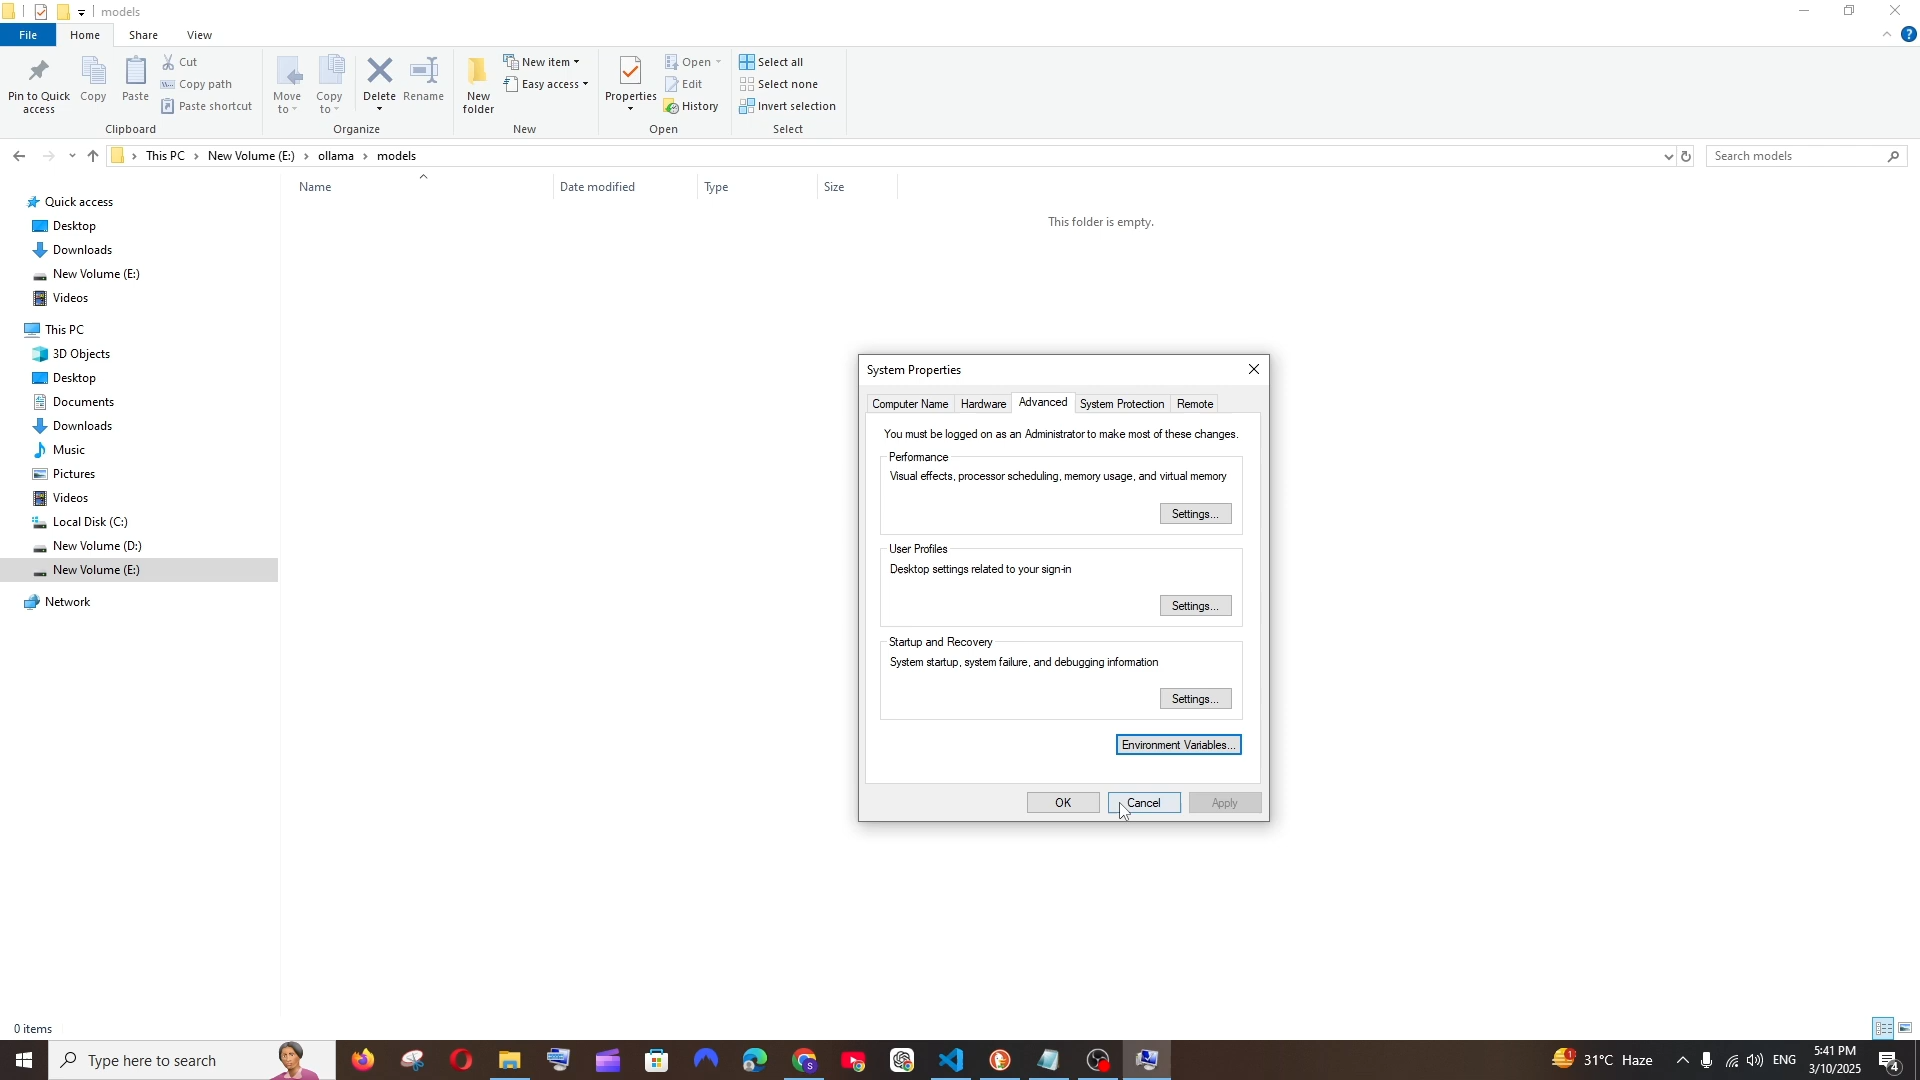 models
File
Home
Share
View
Pin to Quick access
Copy
Paste
Cut
Copy path
Paste shortcut
Clipboard
Move to
Copy to
Delete
Rename
Organize
New folder
New item
Easy access
New
Properties
Open
Edit
History
Open
Select all
Select none
Invert selection
Select
This PC
New Volume (E:)
ollama
models
Search models
Name
Date modified
Type
Size
This folder is empty.
Quick access
Desktop
Downloads
New Volume (E:)
Videos
This PC
3D Objects
Desktop
Documents
Downloads
Music
Pictures
Videos
Local Disk (C:)
New Volume (D:)
New Volume (E:)
Network
System Properties
Computer Name
Hardware
Advanced
System Protection
Remote
You must be logged on as an Administrator to make most of these changes.
Performance
Visual effects, processor scheduling, memory usage, and virtual memory
Settings...
User Profiles
Desktop settings related to your sign-in
Settings...
Startup and Recovery
System startup, system failure, and debugging information
Settings...
Environment Variables...
OK
Cancel
Apply
0 items
Type here to search
31°C Haze
ENG
5:41 PM
3/10/2025
4